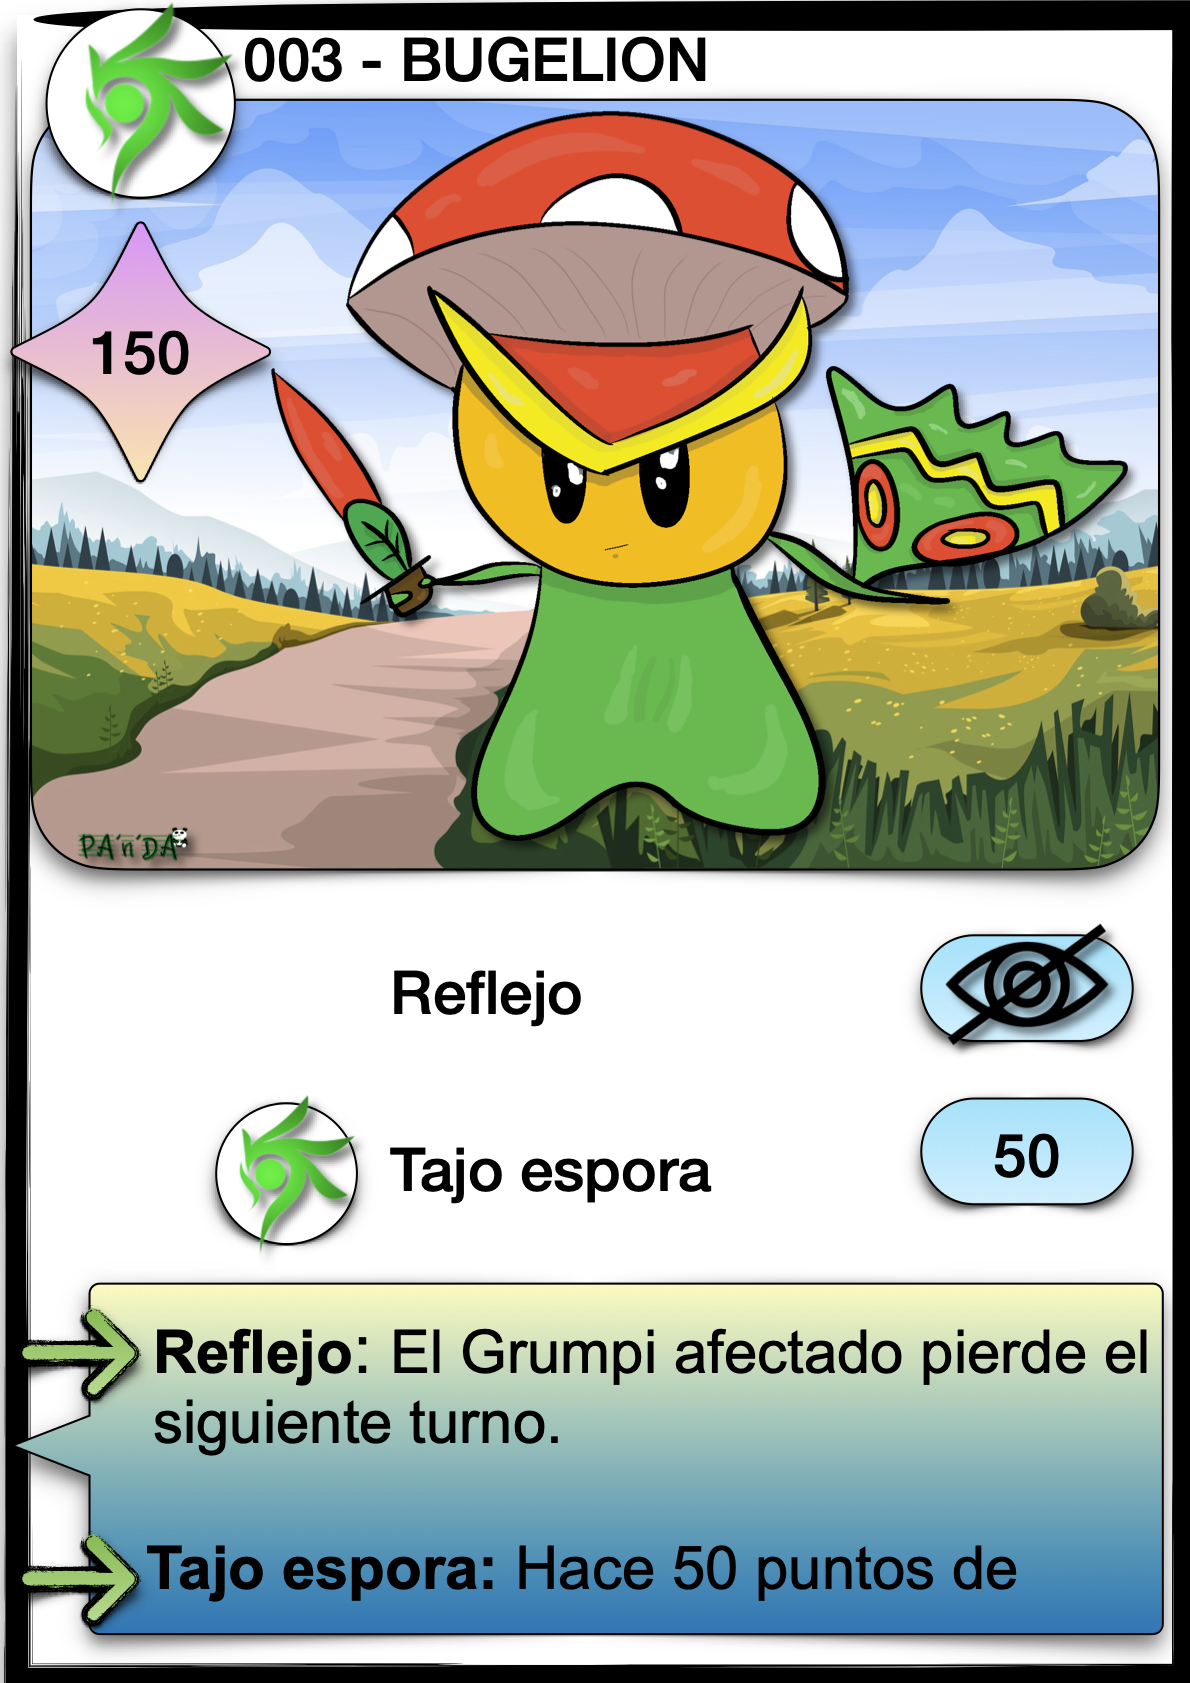 003 - BUGELION
150
PA'n'DA
Reflejo
Tajo espora
50
Reflejo: El Grumpi afectado pierde el
siguiente turno.
Tajo espora: Hace 50 puntos de